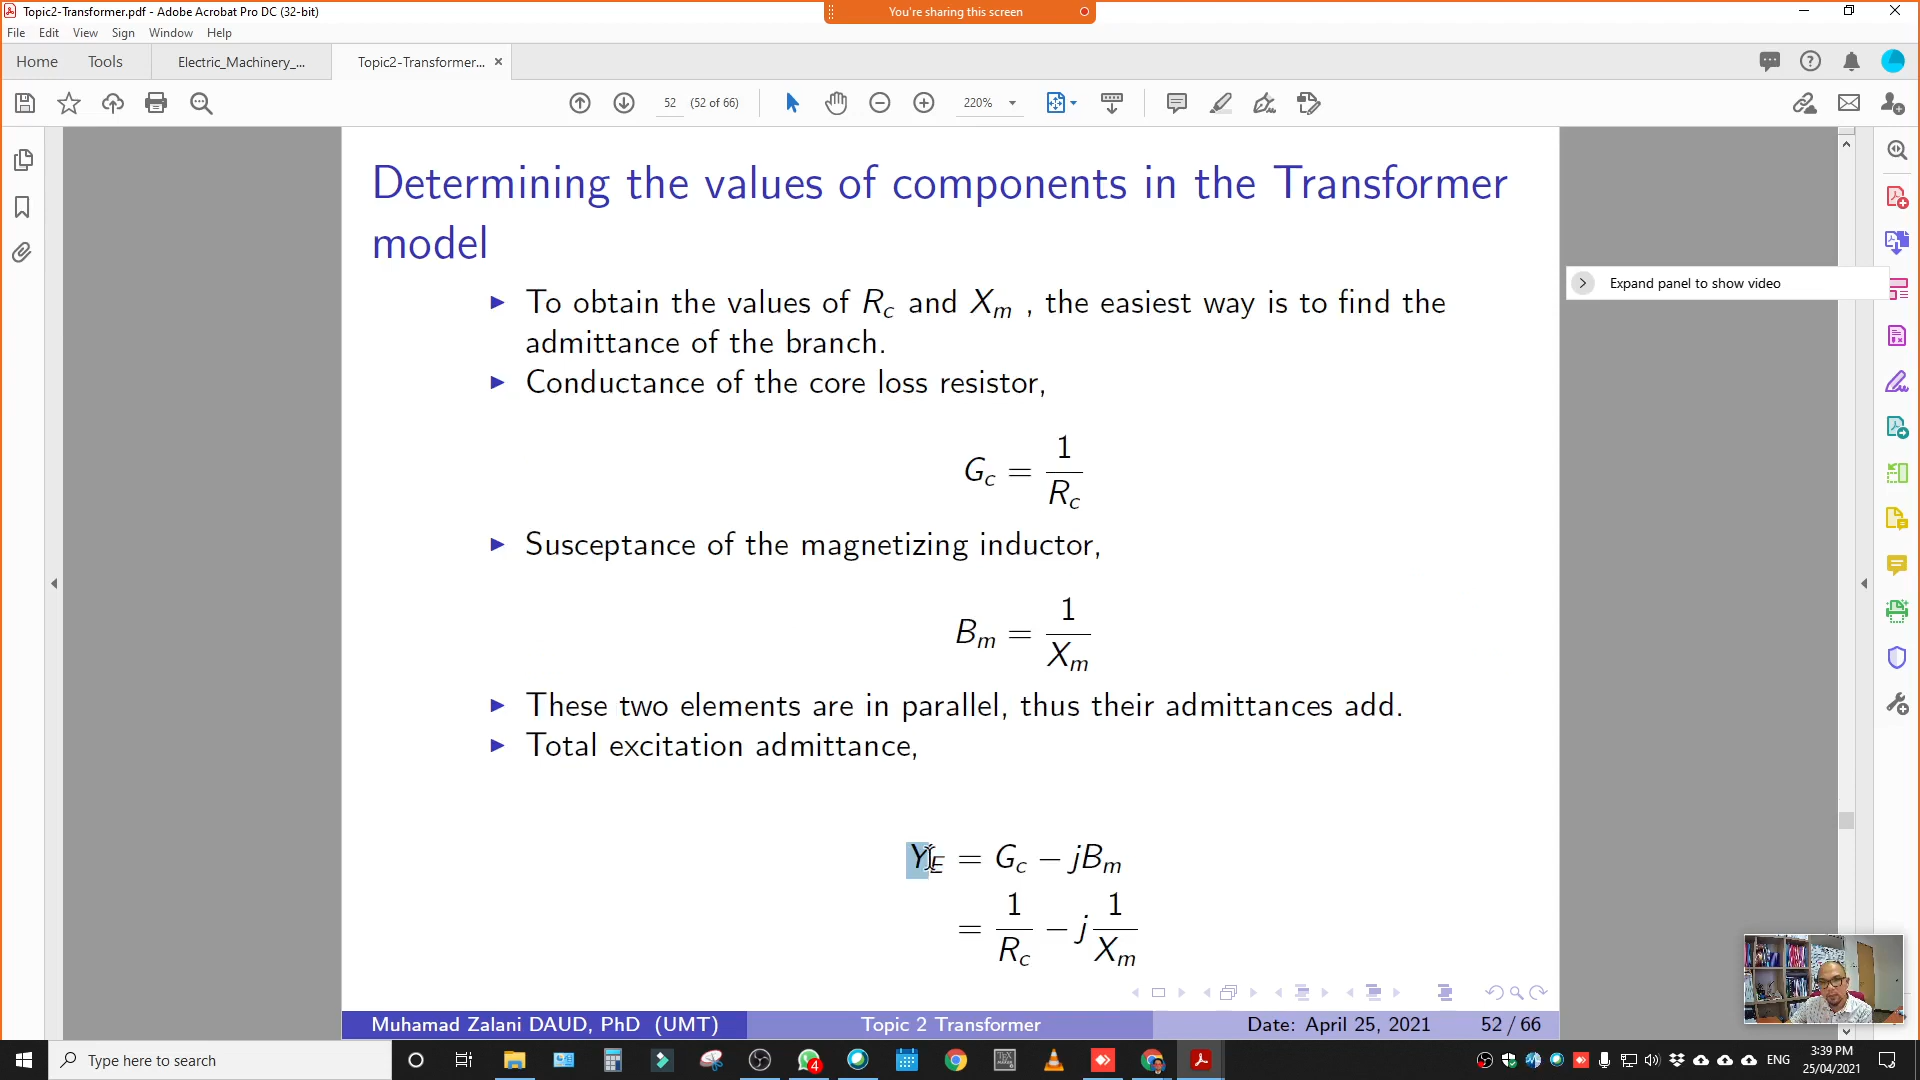 Topic2-Transformer.pdf - Adobe Acrobat Pro DC (32-bit)
You're sharing this screen
File Edit View Sign Window Help
Home Tools Electric_Machinery_... Topic2-Transformer... ×
52 (52 of 66) 220%
Determining the values of components in the Transformer
model
Expand panel to show video
▶ To obtain the values of R_c and X_m , the easiest way is to find the
admittance of the branch.
▶ Conductance of the core loss resistor,
G_c = 1/R_c
▶ Susceptance of the magnetizing inductor,
B_m = 1/X_m
▶ These two elements are in parallel, thus their admittances add.
▶ Total excitation admittance,
Y_E = G_c − jB_m
= 1/R_c − j 1/X_m
Muhamad Zalani DAUD, PhD (UMT) Topic 2 Transformer Date: April 25, 2021 52 / 66
Type here to search
4
ENG
3:39 PM
25/04/2021